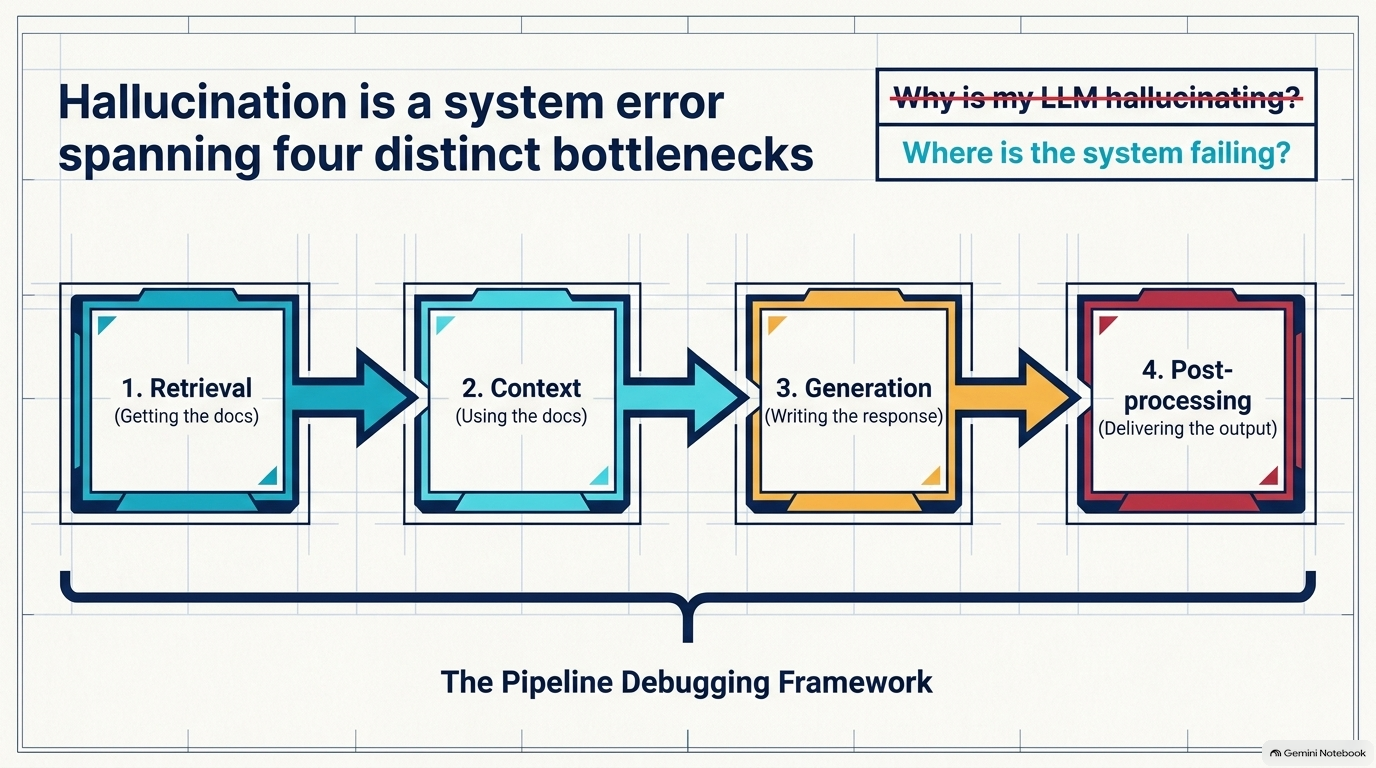 Hallucination is a system error
spanning four distinct bottlenecks
Why is my LLM hallucinating?
Where is the system failing?
1. Retrieval
(Getting the docs)
2. Context
(Using the docs)
3. Generation
(Writing the response)
4. Post-
processing
(Delivering the output)
The Pipeline Debugging Framework
Gemini Notebook